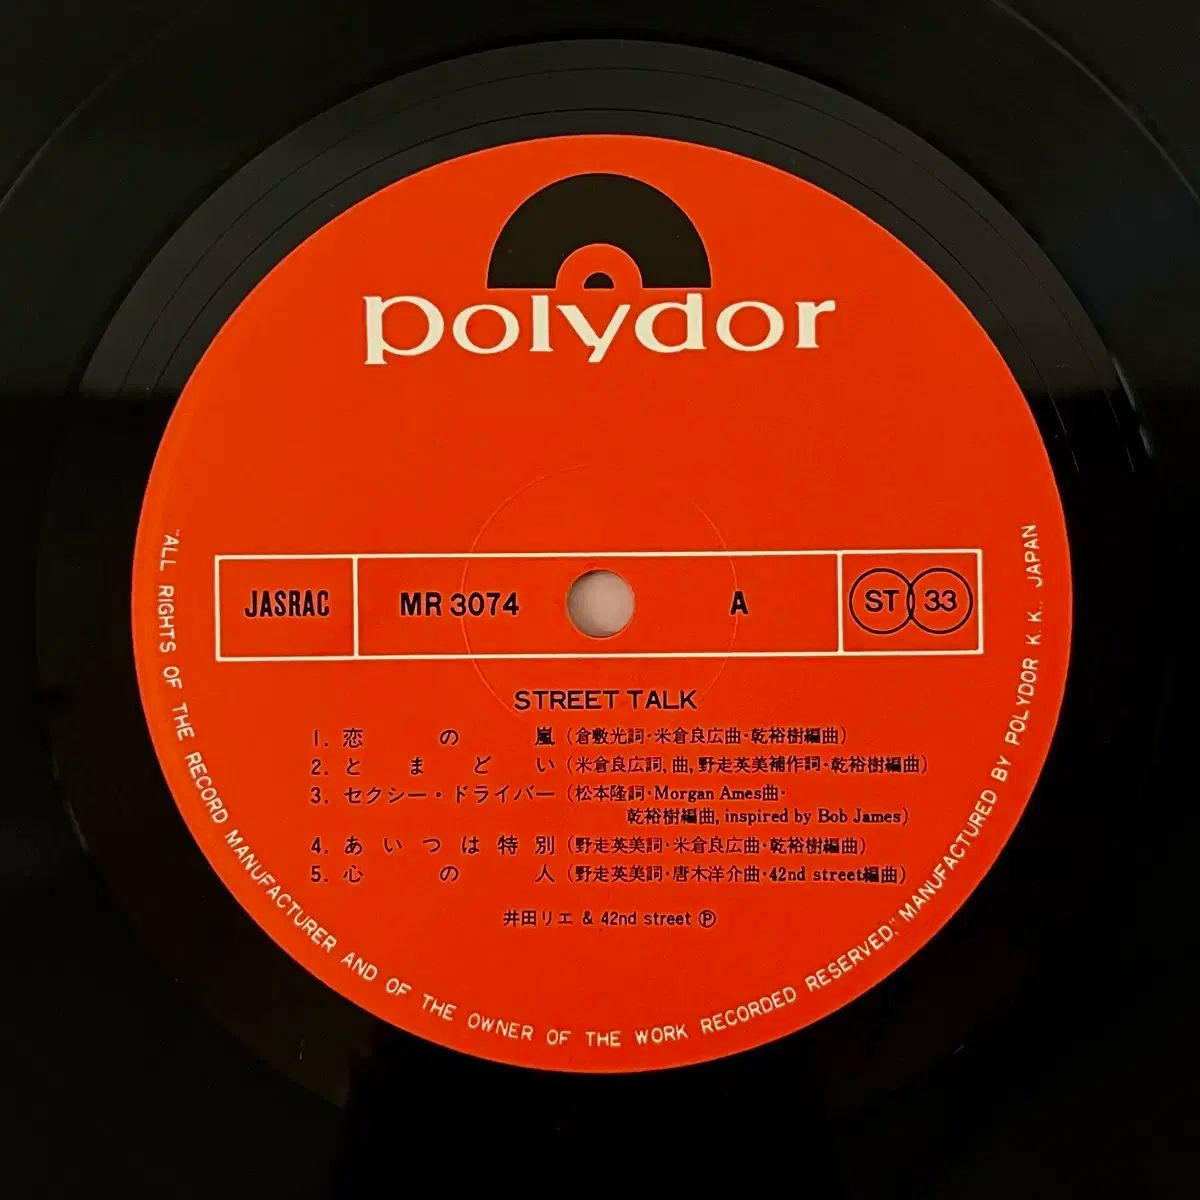 polydor
JASRAC
MR 3074
A
ST 33
STREET TALK
1. 恋の嵐 (倉敷光詞・米倉良広曲・乾裕樹編曲)
2. とまどい (米倉良広詞, 曲, 野走英美補作詞・乾裕樹編曲)
3. セクシー・ドライバー (松本隆詞・Morgan Ames曲・
乾裕樹編曲, inspired by Bob James)
4. あいつは特別 (野走英美詞・米倉良広曲・乾裕樹編曲)
5. 心の人 (野走英美詞・唐木洋介曲・42nd street編曲)
井田リエ & 42nd street Ⓟ
"ALL RIGHTS OF THE RECORD MANUFACTURER AND OF THE OWNER OF THE WORK RECORDED RESERVED," MANUFACTURED BY POLYDOR K. K., JAPAN